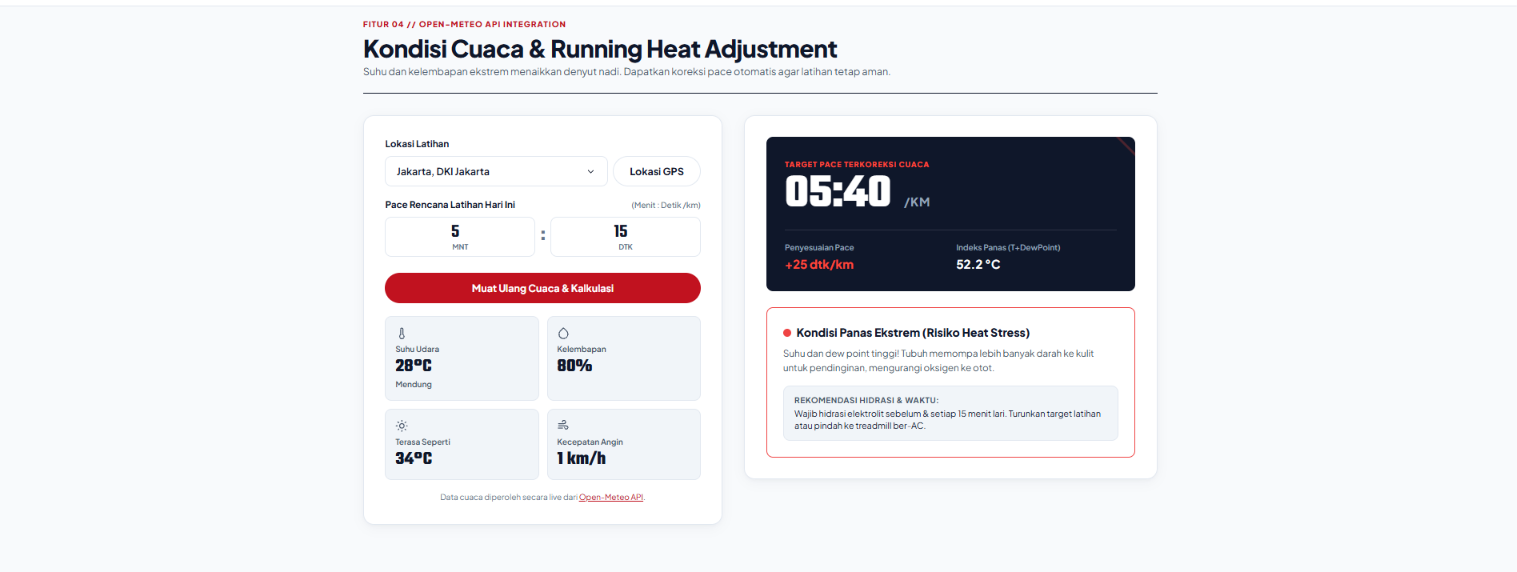 FITUR 04 // OPEN-METEO API INTEGRATION
Kondisi Cuaca & Running Heat Adjustment
Suhu dan kelembapan ekstrem menaikkan denyut nadi. Dapatkan koreksi pace otomatis agar latihan tetap aman.
Lokasi Latihan
Jakarta, DKI Jakarta
Lokasi GPS
Pace Rencana Latihan Hari Ini
(Menit : Detik /km)
5
MNT
:
15
DTK
Muat Ulang Cuaca & Kalkulasi
Suhu Udara
28°C
Mendung
Kelembapan
80%
Terasa Seperti
34°C
Kecepatan Angin
1 km/h
Data cuaca diperoleh secara live dari Open-Meteo API.
TARGET PACE TERKOREKSI CUACA
05:40 /KM
Penyesuaian Pace
+25 dtk/km
Indeks Panas (T+DewPoint)
52.2 °C
Kondisi Panas Ekstrem (Risiko Heat Stress)
Suhu dan dew point tinggi! Tubuh memompa lebih banyak darah ke kulit
untuk pendinginan, mengurangi oksigen ke otot.
REKOMENDASI HIDRASI & WAKTU:
Wajib hidrasi elektrolit sebelum & setiap 15 menit lari. Turunkan target latihan
atau pindah ke treadmill ber-AC.